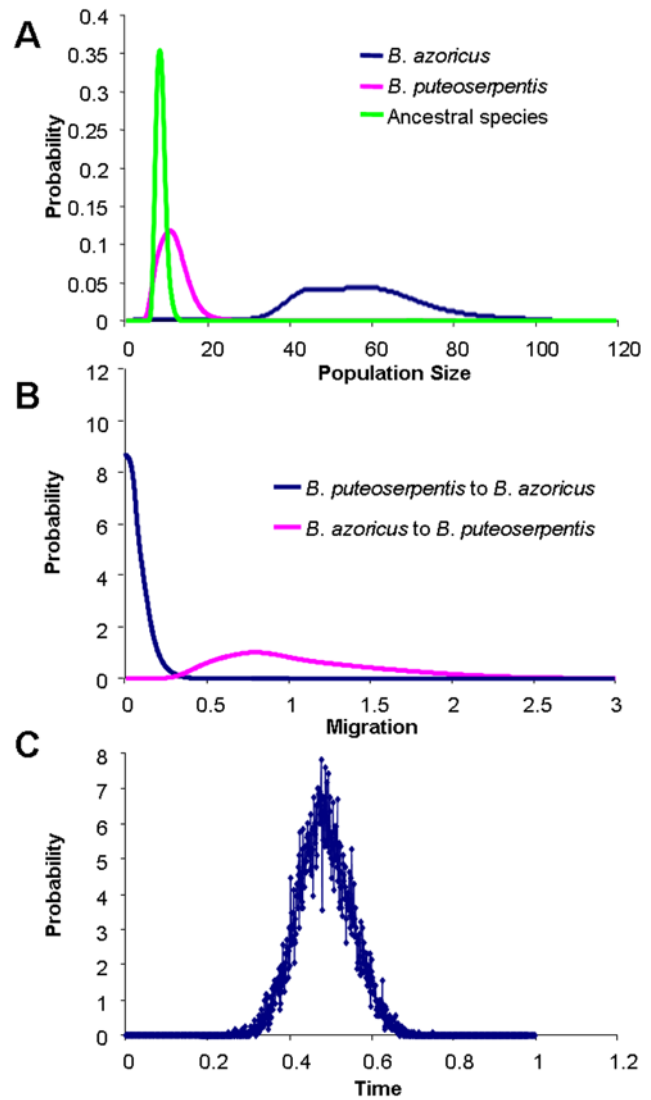 A
0.4
0.35
0.3
0.25
0.2
0.15
0.1
0.05
0
Probability
B. azoricus
B. puteoserpentis
Ancestral species
0 20 40 60 80 100 120
Population Size
B
12
10
8
6
4
2
0
Probability
B. puteoserpentis to B. azoricus
B. azoricus to B. puteoserpentis
0 0.5 1 1.5 2 2.5 3
Migration
C
8
7
6
5
4
3
2
1
0
Probability
0 0.2 0.4 0.6 0.8 1 1.2
Time